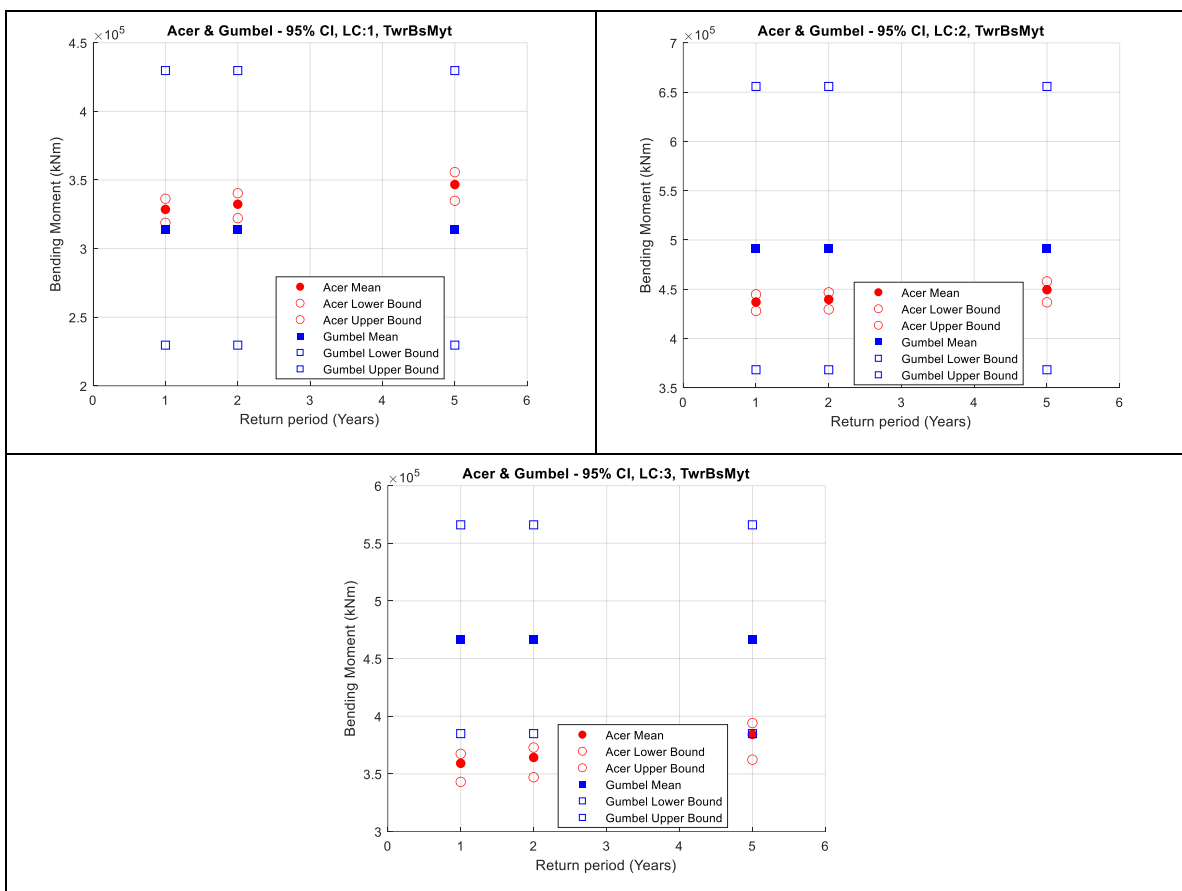 Acer & Gumbel - 95% CI, LC:1, TwrBsMyt
×10⁵
4.5
4
3.5
3
2.5
2
Bending Moment (kNm)
Acer Mean
Acer Lower Bound
Acer Upper Bound
Gumbel Mean
Gumbel Lower Bound
Gumbel Upper Bound
0 1 2 3 4 5 6
Return period (Years)
Acer & Gumbel - 95% CI, LC:2, TwrBsMyt
×10⁵
7
6.5
6
5.5
5
4.5
4
3.5
Bending Moment (kNm)
Acer Mean
Acer Lower Bound
Acer Upper Bound
Gumbel Mean
Gumbel Lower Bound
Gumbel Upper Bound
0 1 2 3 4 5 6
Return period (Years)
Acer & Gumbel - 95% CI, LC:3, TwrBsMyt
×10⁵
6
5.5
5
4.5
4
3.5
3
Bending Moment (kNm)
Acer Mean
Acer Lower Bound
Acer Upper Bound
Gumbel Mean
Gumbel Lower Bound
Gumbel Upper Bound
0 1 2 3 4 5 6
Return period (Years)